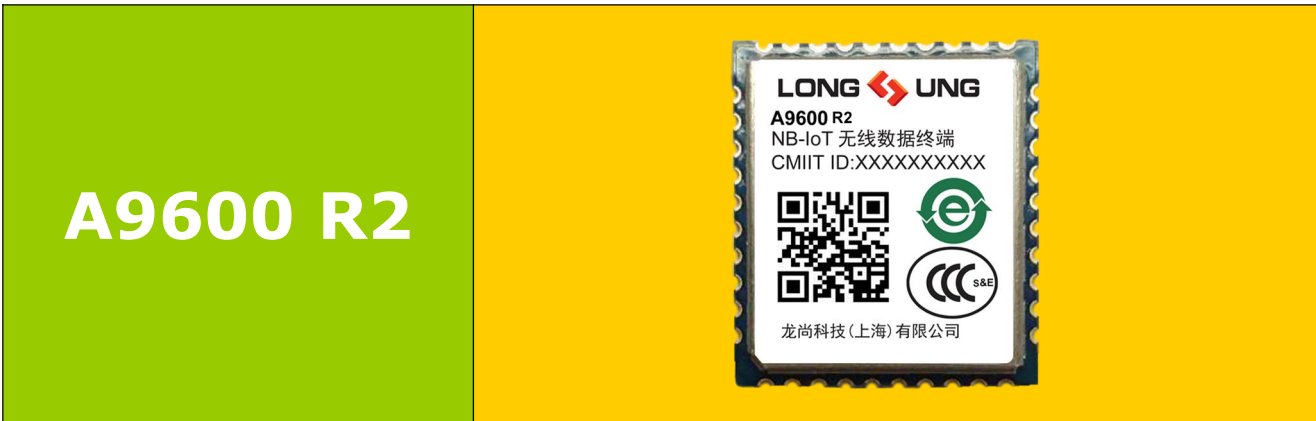 A9600 R2
LONG UNG
A9600 R2
NB-IoT 无线数据终端
CMIIT ID:XXXXXXXXXX
e
CCC S&E
龙尚科技(上海)有限公司